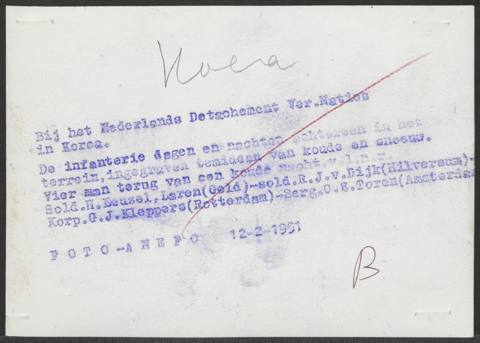 Korea
Bij het Nederlands Detachement Ver.Naties
in Korea.
De infanterie dagen en nachten achtereen in het
terrein,ingegraven temidden van koude en sneeuw.
Vier man terug van een koude nacht.v.l.n.r.
Sold.H. Laren(Geld)-sold.R.J.v.Dijk(Hilversum)-
Korp.G.J.Kleppers(Rotterdam)-Serg.C.E.Toren(Amsterdam
FOTO-ANEFO 12-2-1951
B